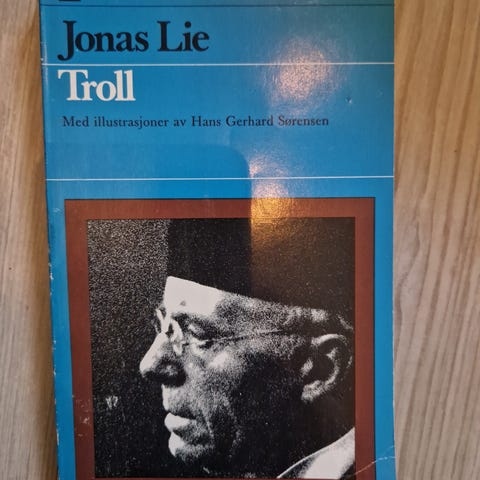 Jonas Lie
Troll
Med illustrasjoner av Hans Gerhard Sørensen